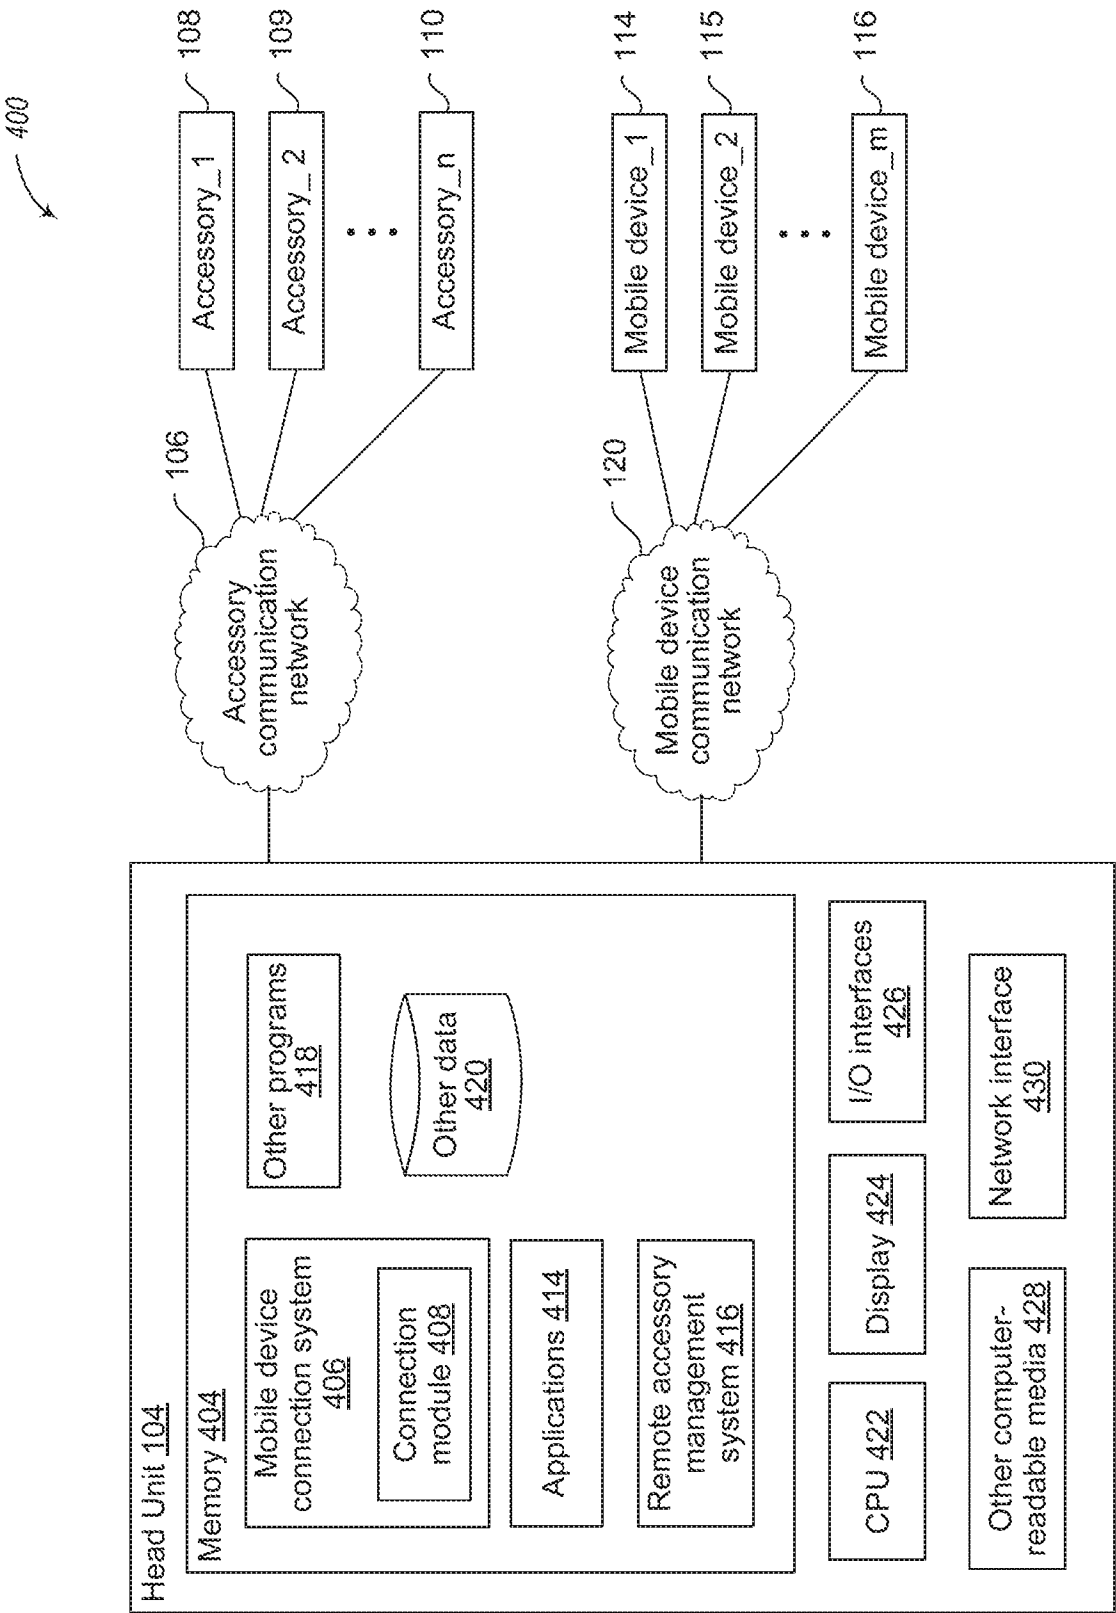 400
Head Unit 104
Memory 404
Mobile device
connection system
406
Connection
module 408
Applications 414
Remote accessory
management
system 416
Other programs
418
Other data
420
CPU 422
Display 424
I/O interfaces
426
Other computer-
readable media 428
Network interface
430
Accessory
communication
network
106
Accessory_1
108
Accessory_ 2
109
Accessory_n
110
Mobile device
communication
network
120
Mobile device_1
114
Mobile device_2
115
Mobile device_m
116